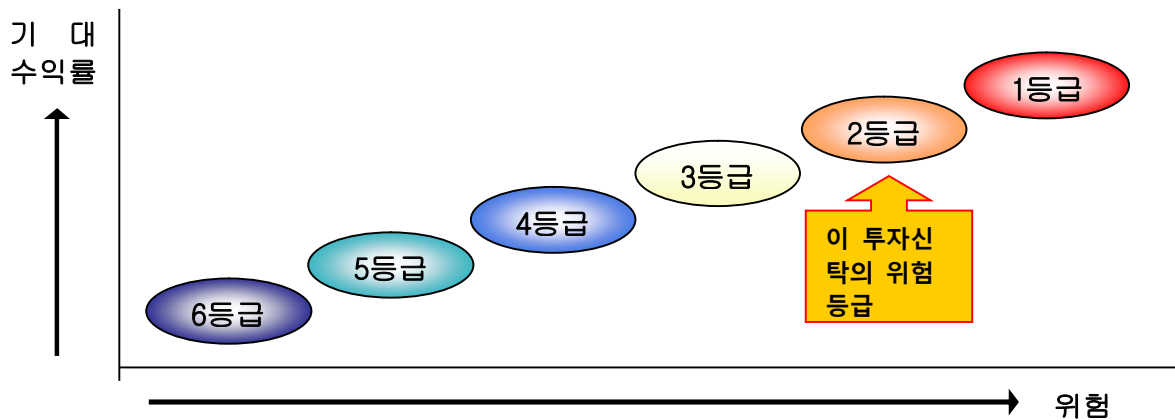 기 대
수익률
1등급
2등급
3등급
4등급
5등급
6등급
이 투자신
탁의 위험
등급
위험